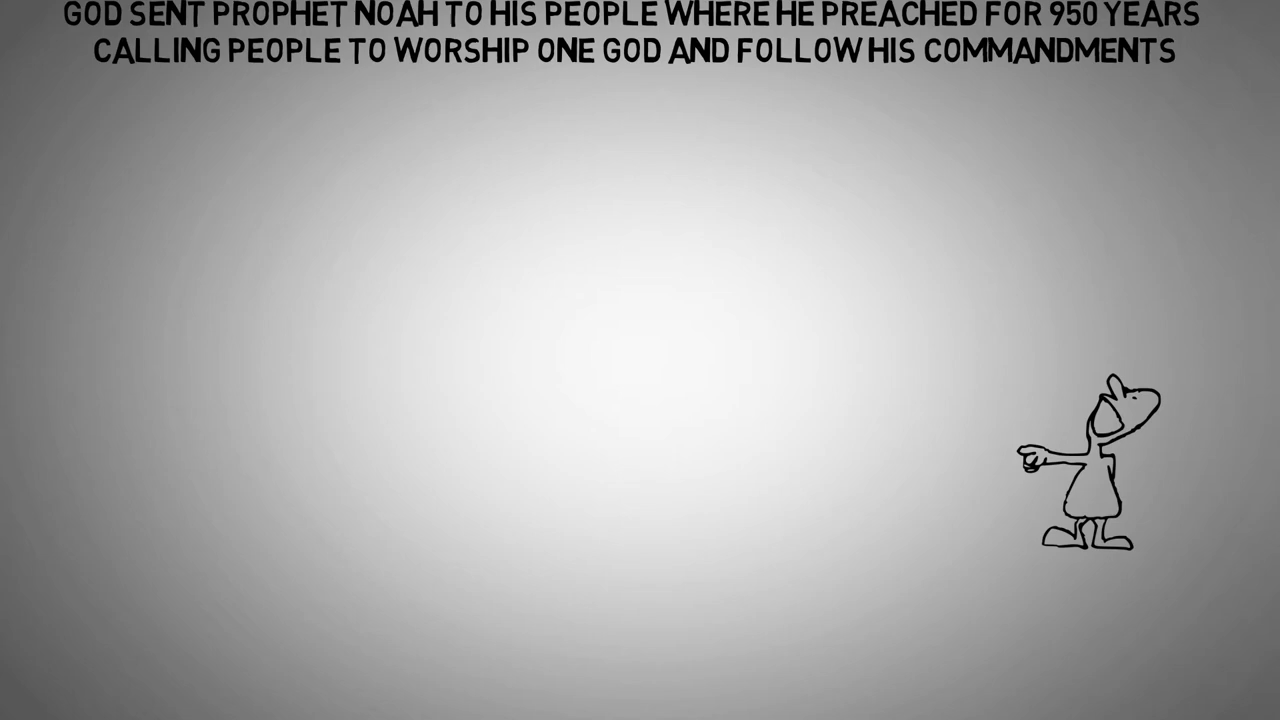 GOD SENT PROPHET NOAH TO HIS PEOPLE WHERE HE PREACHED FOR 950 YEARS
CALLING PEOPLE TO WORSHIP ONE GOD AND FOLLOW HIS COMMANDMENTS